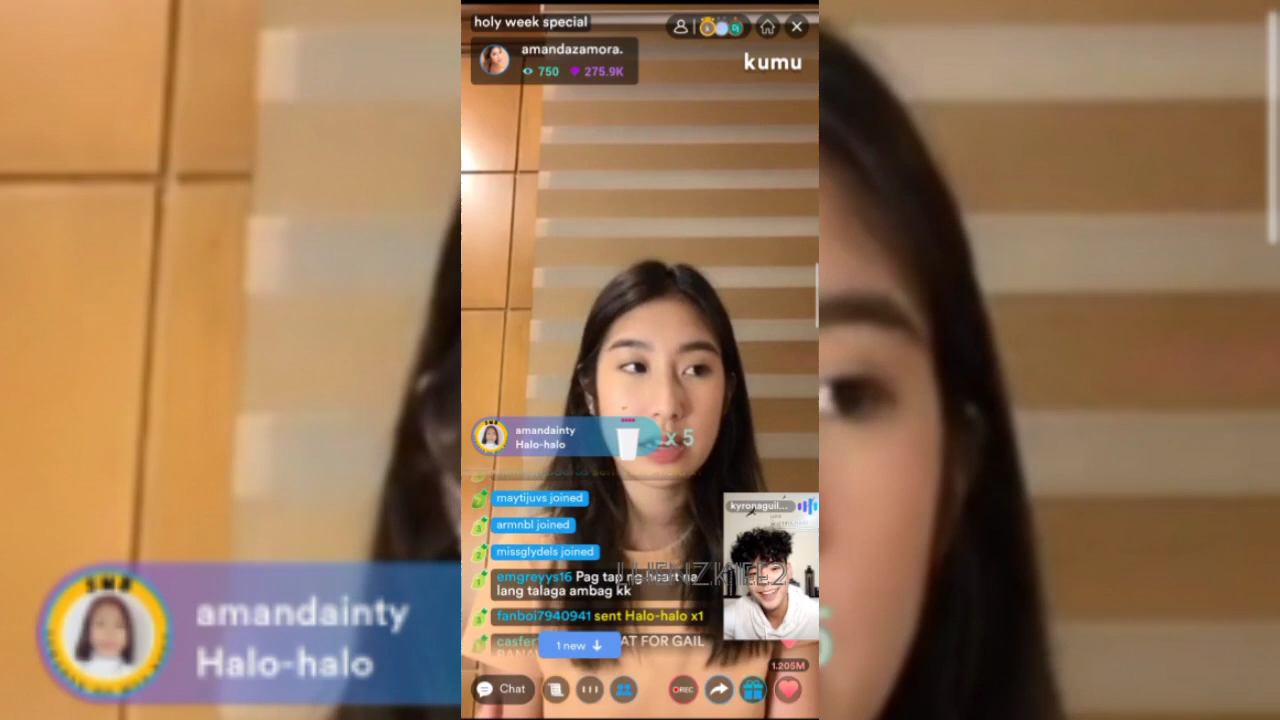 holy week special
amandazamora.
750 275.9K
kumu
amandainty
Halo-halo
x 5
maytijuvs joined
armnbl joined
missglydels joined
emgreyys16 Pag tap ng heart na
lang talaga ambag kk
fanboi7940941 sent Halo-halo x1
AT FOR GAIL
1 new
kyronaguil...
1.205M
Chat
REC
amandainty
Halo-halo